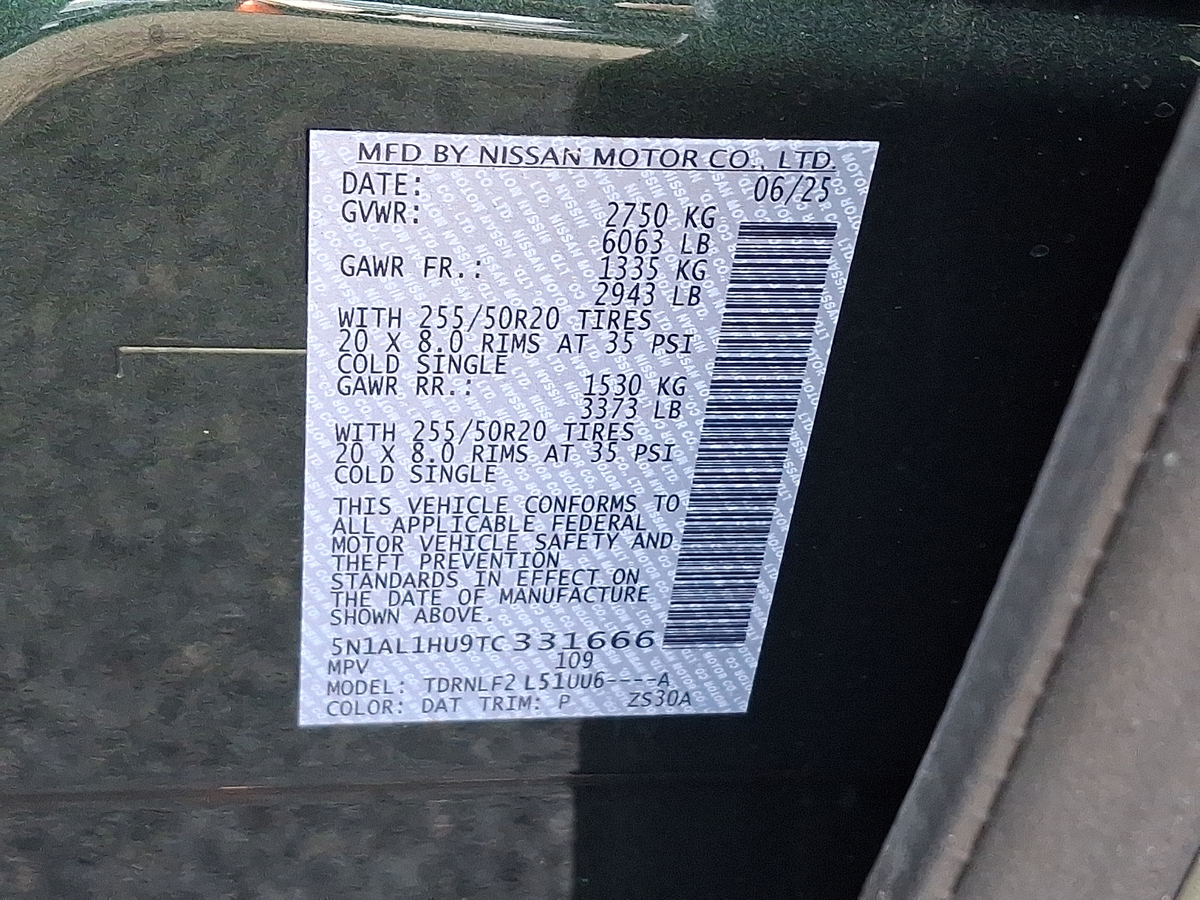 MFD BY NISSAN MOTOR CO., LTD.
DATE: 06/25
GVWR: 2750 KG
6063 LB
GAWR FR.: 1335 KG
2943 LB
WITH 255/50R20 TIRES
20 X 8.0 RIMS AT 35 PSI
COLD SINGLE
GAWR RR.: 1530 KG
3373 LB
WITH 255/50R20 TIRES
20 X 8.0 RIMS AT 35 PSI
COLD SINGLE
THIS VEHICLE CONFORMS TO
ALL APPLICABLE FEDERAL
MOTOR VEHICLE SAFETY AND
THEFT PREVENTION
STANDARDS IN EFFECT ON
THE DATE OF MANUFACTURE
SHOWN ABOVE.
5N1AL1HU9TC331666
MPV 109
MODEL: TDRNLF2 L51UU6----A
COLOR: DAT TRIM: P ZS30A